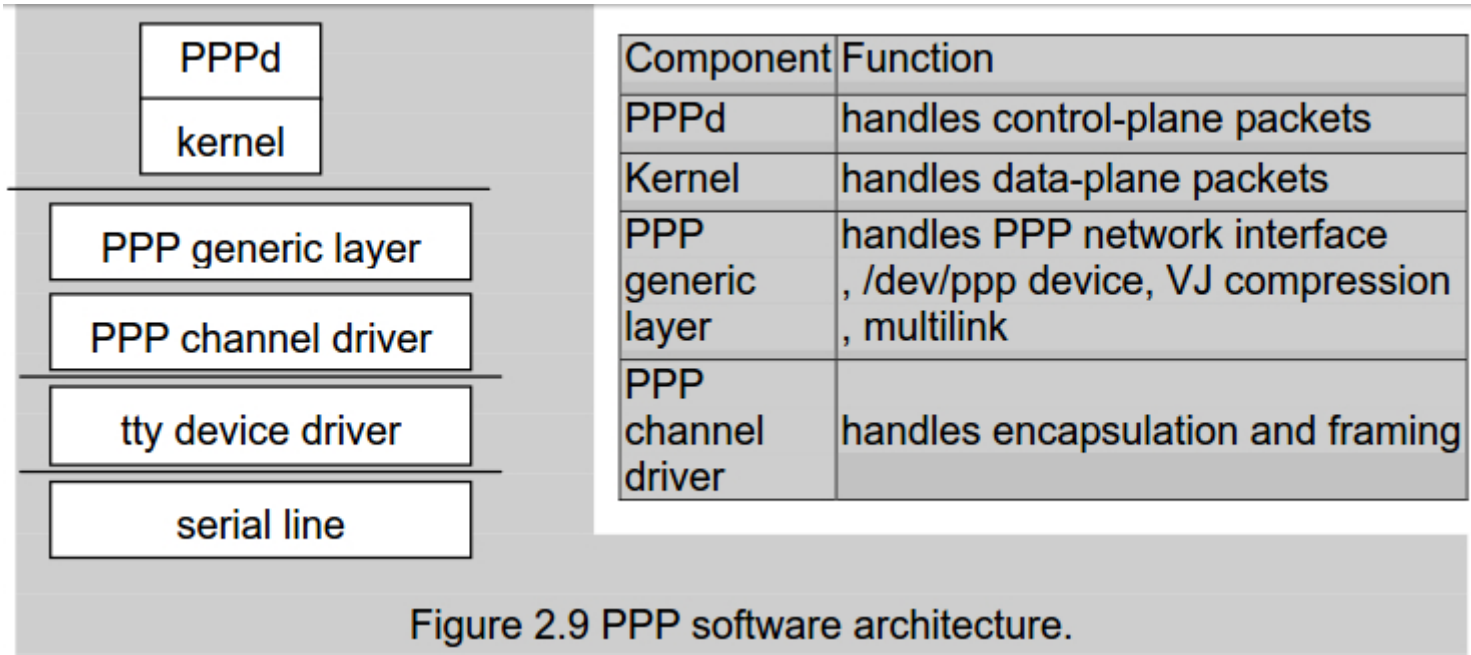 PPPd
kernel
PPP generic layer
PPP channel driver
tty device driver
serial line
Component Function
PPPd handles control-plane packets
Kernel handles data-plane packets
PPP handles PPP network interface
generic , /dev/ppp device, VJ compression
layer , multilink
PPP
channel handles encapsulation and framing
driver
Figure 2.9 PPP software architecture.